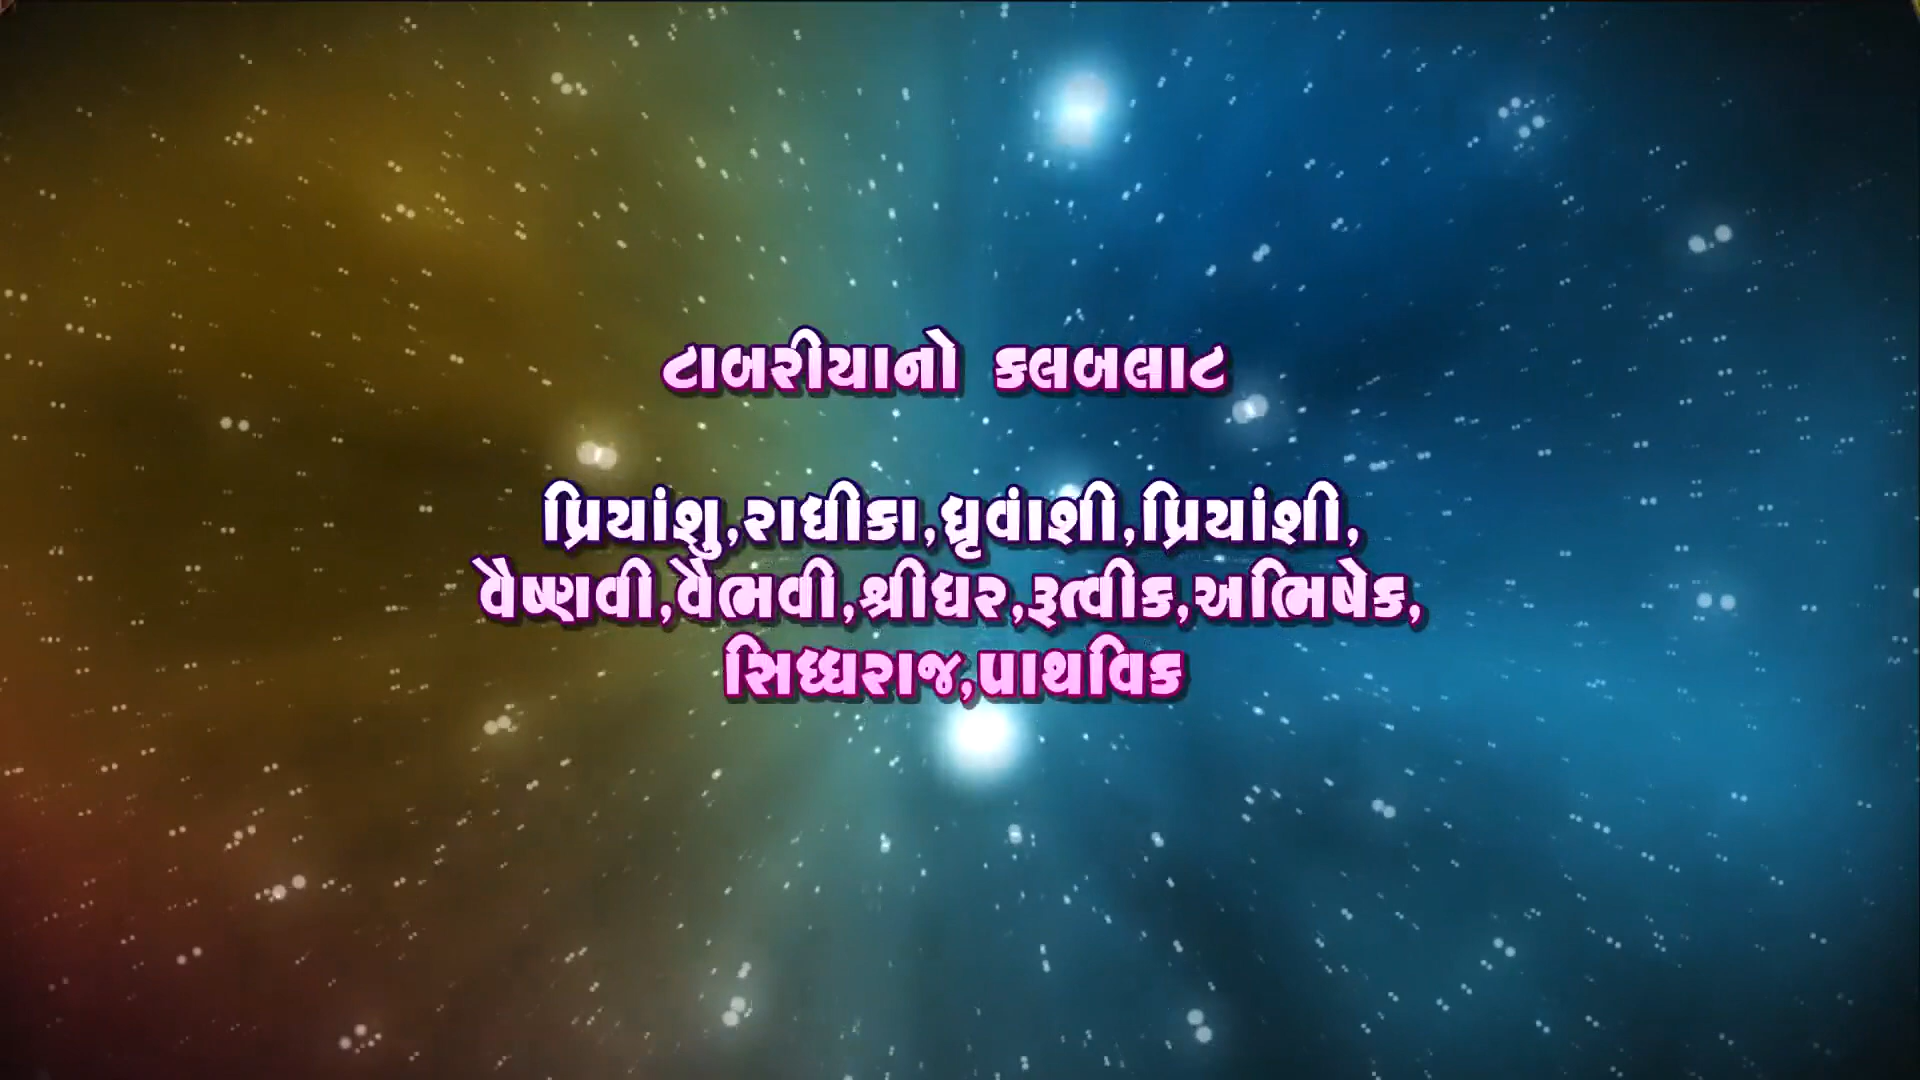 ટાબરીયાનો કલબલાટ
પ્રિયાંશુ,રાધીકા,ધ્રૃવાંશી,પ્રિયાંશી,
વૈષ્ણવી,વૈભવી,શ્રીધર,રૂત્વીક,અભિષેક,
સિધ્ધરાજ,પાર્થવિક